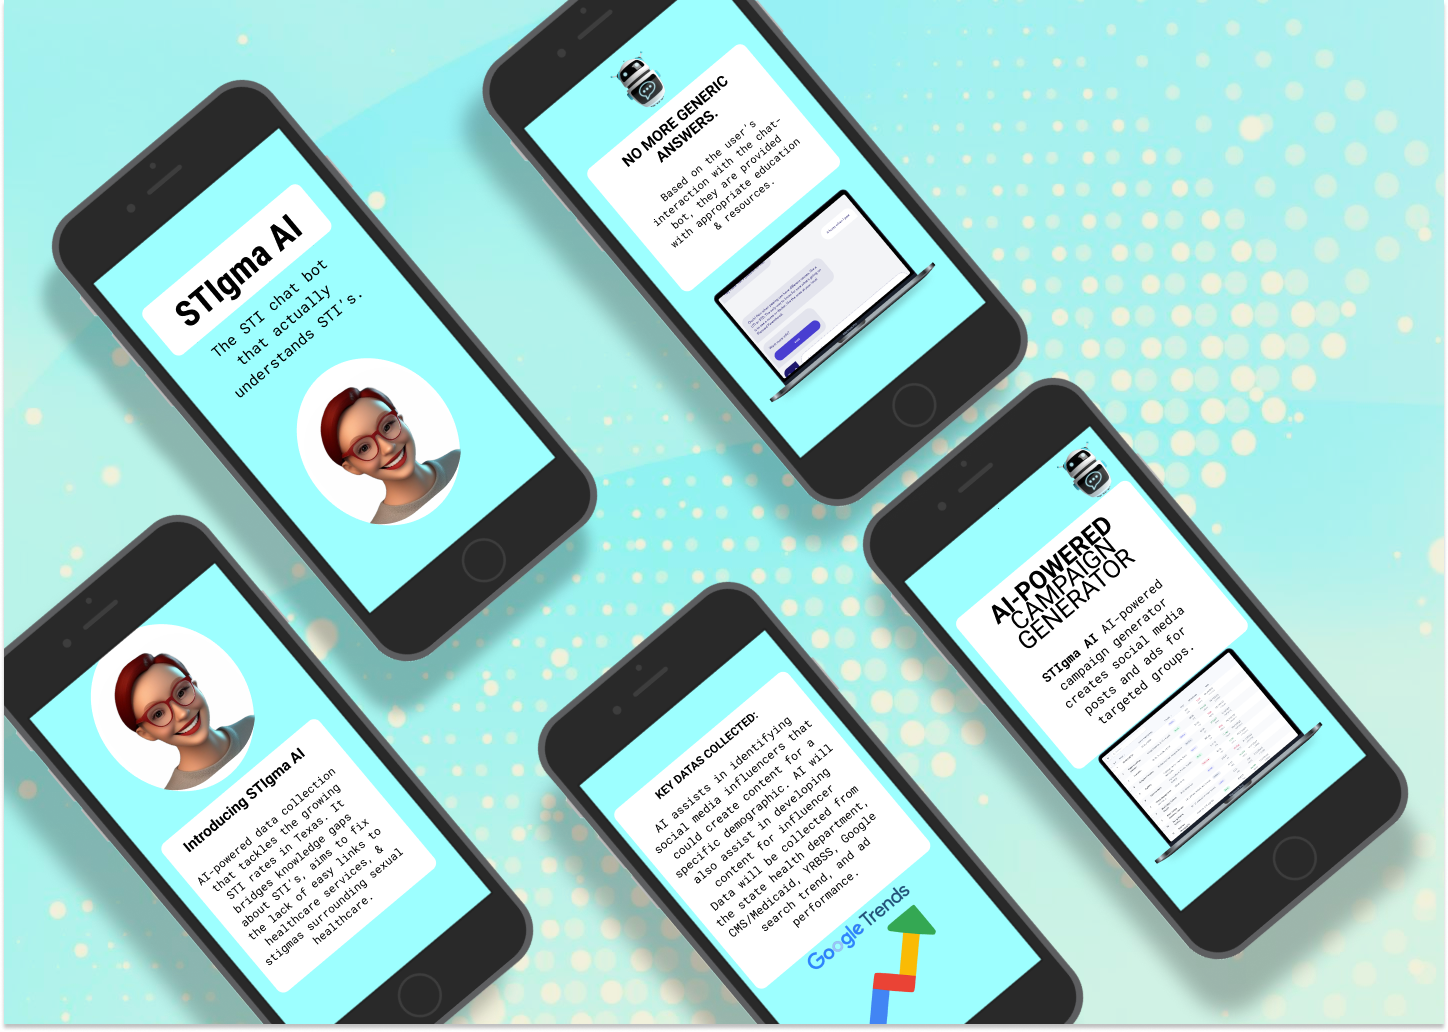 STIgma AI
The STI chat bot
that actually
understands STI's.
NO MORE GENERIC
ANSWERS.
Based on the user's
interaction with the chat-
bot, they are provided
with appropriate education
& resources.
Introducing STIgma AI
AI-powered data collection
that tackles the growing
STI rates in Texas. It
bridges knowledge gaps
about STI's, aims to fix
the lack of easy links to
healthcare services, &
stigmas surrounding sexual
healthcare.
KEY DATAS COLLECTED:
AI assists in identifying
social media influencers that
could create content for a
specific demographic. AI will
also assist in developing
content for influencer
Data will be collected from
the state health department,
CMS/Medicaid, YRBSS, Google
search trend, and ad
performance.
Google Trends
AI-POWERED
CAMPAIGN
GENERATOR
STIgma AI AI-powered
campaign generator
creates social media
posts and ads for
targeted groups.